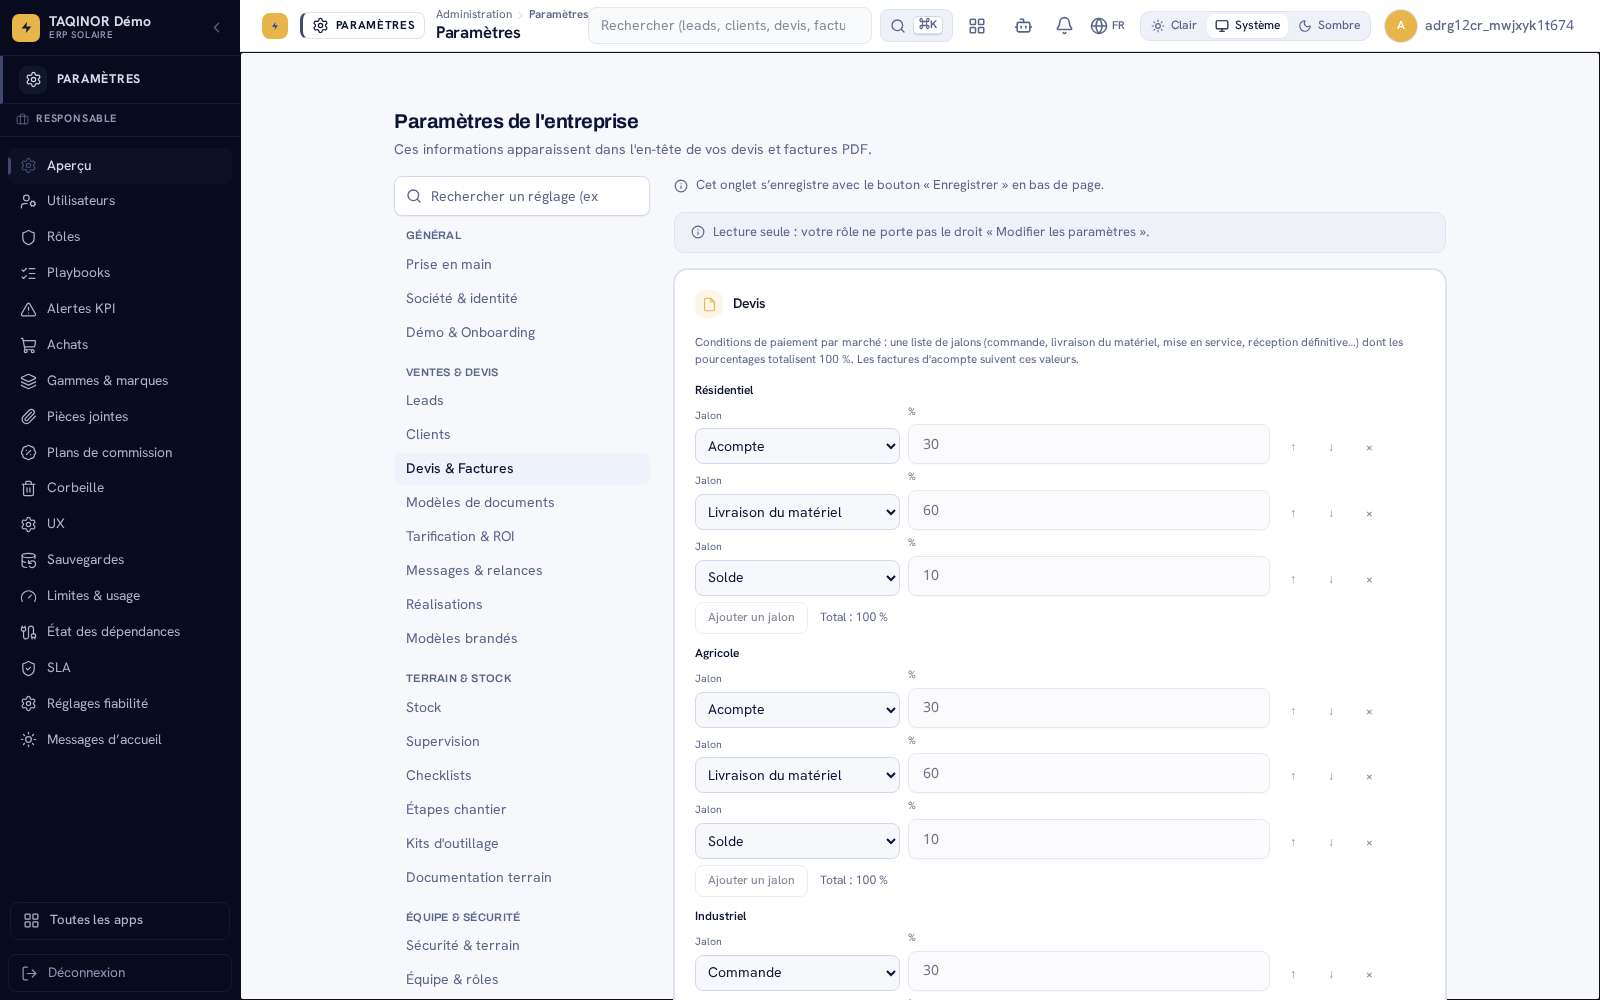 TAQINOR Démo
ERP SOLAIRE
PARAMÈTRES
RESPONSABLE
Aperçu
Utilisateurs
Rôles
Playbooks
Alertes KPI
Achats
Gammes & marques
Pièces jointes
Plans de commission
Corbeille
UX
Sauvegardes
Limites & usage
État des dépendances
SLA
Réglages fiabilité
Messages d’accueil
Toutes les apps
Déconnexion
PARAMÈTRES
Administration > Paramètres
Paramètres
Rechercher (leads, clients, devis, factu
⌘K
FR
Clair
Système
Sombre
A
adrg12cr_mwjxyk1t674
Paramètres de l'entreprise
Ces informations apparaissent dans l'en-tête de vos devis et factures PDF.
Rechercher un réglage (ex
GÉNÉRAL
Prise en main
Société & identité
Démo & Onboarding
VENTES & DEVIS
Leads
Clients
Devis & Factures
Modèles de documents
Tarification & ROI
Messages & relances
Réalisations
Modèles brandés
TERRAIN & STOCK
Stock
Supervision
Checklists
Étapes chantier
Kits d'outillage
Documentation terrain
ÉQUIPE & SÉCURITÉ
Sécurité & terrain
Équipe & rôles
Cet onglet s’enregistre avec le bouton « Enregistrer » en bas de page.
Lecture seule : votre rôle ne porte pas le droit « Modifier les paramètres ».
Devis
Conditions de paiement par marché : une liste de jalons (commande, livraison du matériel, mise en service, réception définitive…) dont les
pourcentages totalisent 100 %. Les factures d'acompte suivent ces valeurs.
Résidentiel
Jalon %
Acompte 30 ↑ ↓ ×
Jalon %
Livraison du matériel 60 ↑ ↓ ×
Jalon %
Solde 10 ↑ ↓ ×
Ajouter un jalon Total : 100 %
Agricole
Jalon %
Acompte 30 ↑ ↓ ×
Jalon %
Livraison du matériel 60 ↑ ↓ ×
Jalon %
Solde 10 ↑ ↓ ×
Ajouter un jalon Total : 100 %
Industriel
Jalon %
Commande 30 ↑ ↓ ×